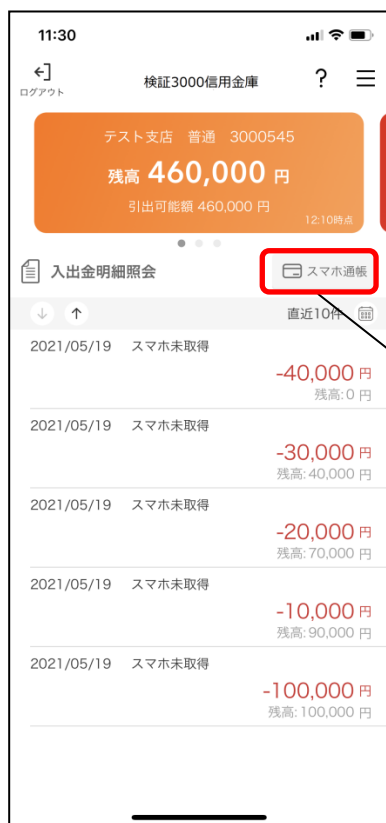 11:30
ログアウト
検証3000信用金庫
?
テスト支店 普通 3000545
残高 460,000 円
引出可能額 460,000 円
12:10時点
入出金明細照会
スマホ通帳
直近10件
2021/05/19 スマホ未取得
-40,000 円
残高:0 円
2021/05/19 スマホ未取得
-30,000 円
残高:40,000 円
2021/05/19 スマホ未取得
-20,000 円
残高:70,000 円
2021/05/19 スマホ未取得
-10,000 円
残高:90,000 円
2021/05/19 スマホ未取得
-100,000 円
残高:100,000 円